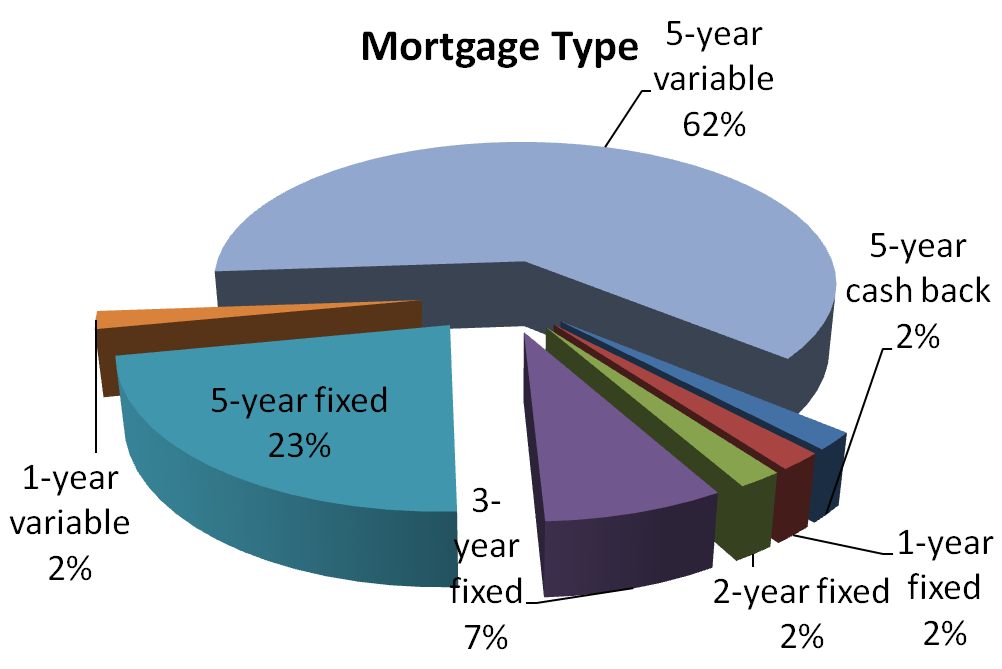 Mortgage Type
5-year
variable
62%
5-year
cash back
2%
5-year fixed
23%
1-year
variable
2%
3-
year
fixed
7%
2-year fixed
2%
1-year
fixed
2%